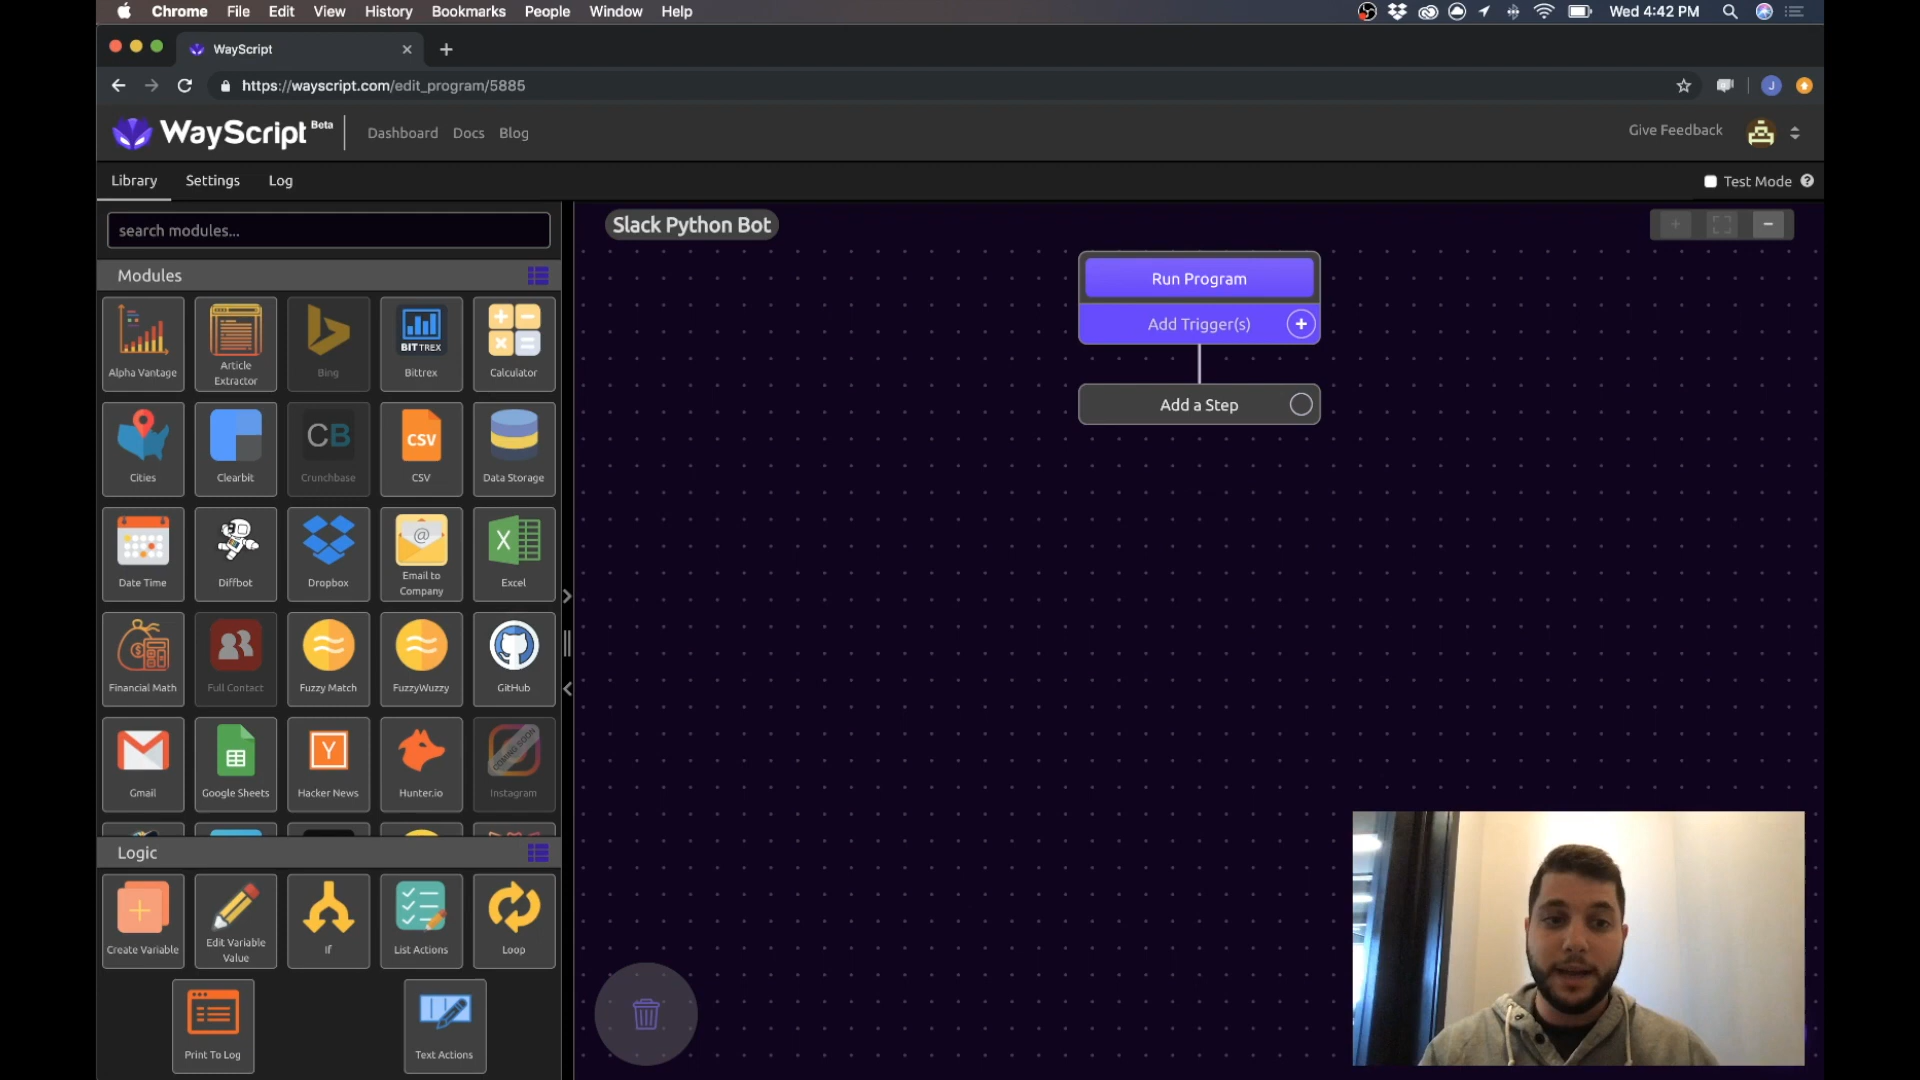 Chrome File Edit View History Bookmarks People Window Help
Wed 4:42 PM
WayScript
https://wayscript.com/edit_program/5885
J
WayScript Beta
Dashboard Docs Blog
Give Feedback
Library Settings Log
Test Mode ?
search modules...
Slack Python Bot
Modules
Run Program
Add Trigger(s)
Add a Step
BITTREX
Alpha Vantage
Article Extractor
Bing
Bittrex
Calculator
CB
CSV
Cities
Clearbit
Crunchbase
CSV
Data Storage
@
X
Date Time
Diffbot
Dropbox
Email to Company
Excel
$
Financial Math
Full Contact
Fuzzy Match
FuzzyWuzzy
GitHub
Y
COMING SOON
Gmail
Google Sheets
Hacker News
Hunter.io
Instagram
Logic
Create Variable
Edit Variable Value
If
List Actions
Loop
Print To Log
Text Actions